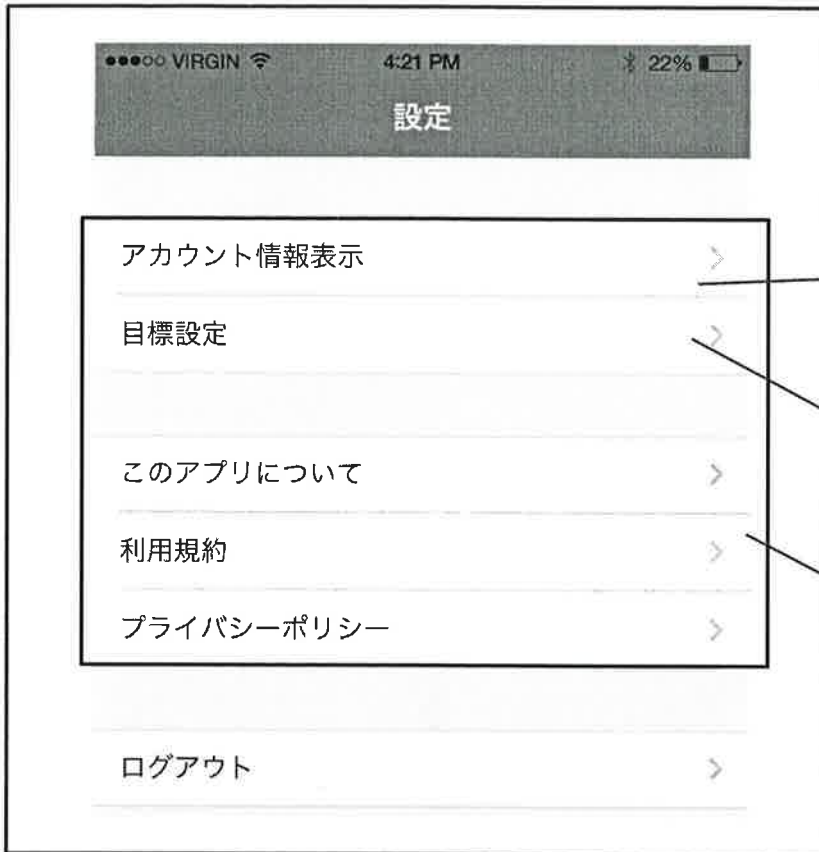 ●●●○○ VIRGIN 4:21 PM 22%
設定
アカウント情報表示
目標設定
このアプリについて
利用規約
プライバシーポリシー
ログアウト